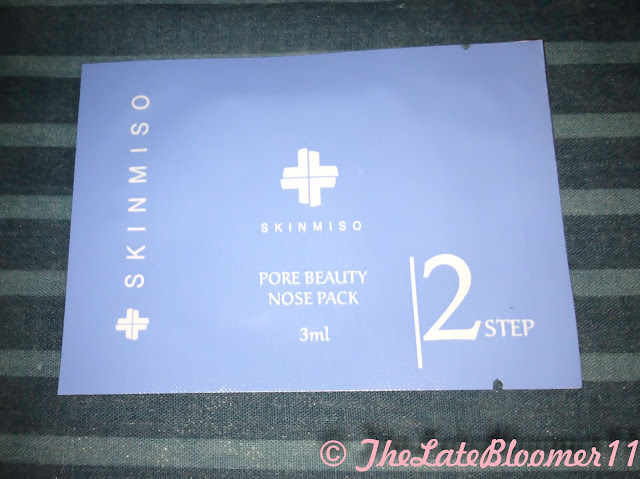 SKINMISO
SKINMISO
PORE BEAUTY
NOSE PACK
3ml
2 STEP
© TheLateBloomer11